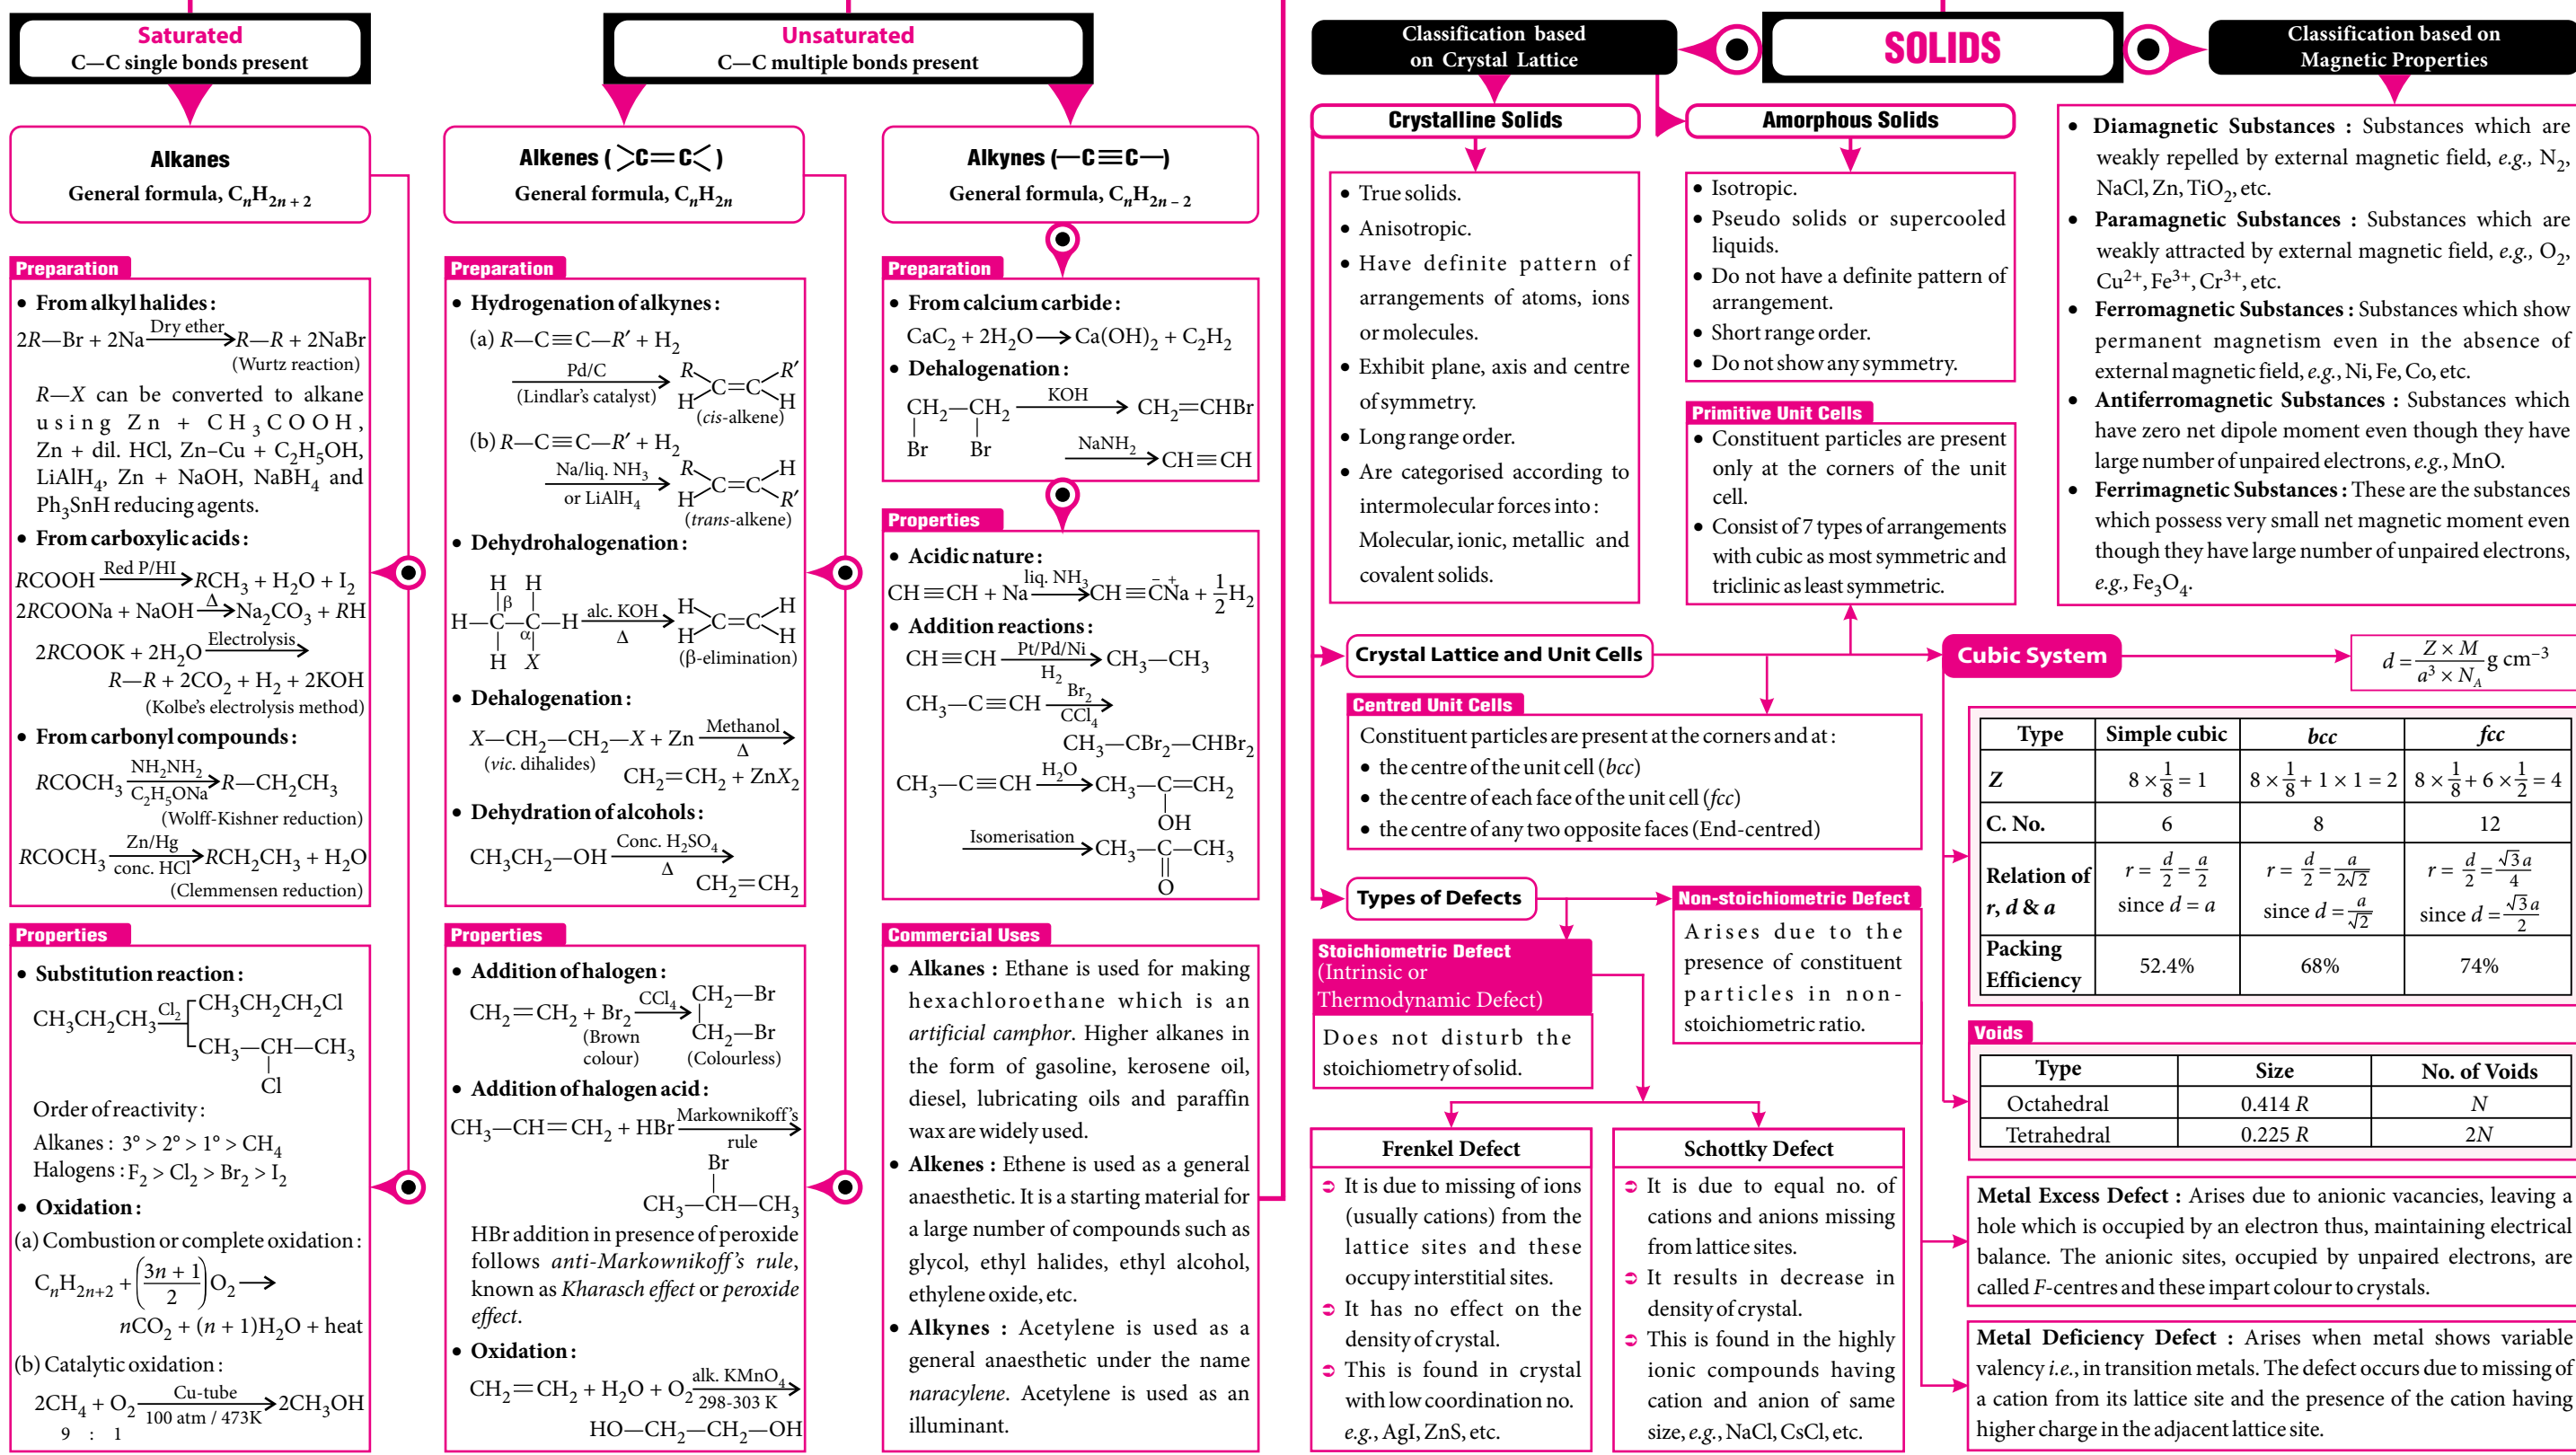 Saturated
C—C single bonds present
Alkanes
General formula, CₙH₂ₙ₊₂
Preparation
• From alkyl halides :
2R—Br + 2Na —Dry ether→ R—R + 2NaBr
(Wurtz reaction)
R—X can be converted to alkane
using Zn + CH₃COOH,
Zn + dil. HCl, Zn–Cu + C₂H₅OH,
LiAlH₄, Zn + NaOH, NaBH₄ and
Ph₃SnH reducing agents.
• From carboxylic acids :
RCOOH —Red P/HI→ RCH₃ + H₂O + I₂
2RCOONa + NaOH —Δ→ Na₂CO₃ + RH
2RCOOK + 2H₂O —Electrolysis→
R—R + 2CO₂ + H₂ + 2KOH
(Kolbe's electrolysis method)
• From carbonyl compounds :
RCOCH₃ —NH₂NH₂ / C₂H₅ONa→ R—CH₂CH₃
(Wolff-Kishner reduction)
RCOCH₃ —Zn/Hg / conc. HCl→ RCH₂CH₃ + H₂O
(Clemmensen reduction)
Properties
• Substitution reaction :
CH₃CH₂CH₃ —Cl₂— CH₃CH₂CH₂Cl
CH₃—CH—CH₃
Cl
Order of reactivity :
Alkanes : 3° > 2° > 1° > CH₄
Halogens : F₂ > Cl₂ > Br₂ > I₂
• Oxidation :
(a) Combustion or complete oxidation :
CₙH₂ₙ₊₂ + ((3n + 1)/2) O₂ →
nCO₂ + (n + 1)H₂O + heat
(b) Catalytic oxidation :
2CH₄ + O₂ —Cu-tube / 100 atm / 473K→ 2CH₃OH
9 : 1
Unsaturated
C—C multiple bonds present
Alkenes ( >C=C< )
General formula, CₙH₂ₙ
Preparation
• Hydrogenation of alkynes :
(a) R—C≡C—R′ + H₂
Pd/C
(Lindlar's catalyst)
R R′
C=C
H H
(cis-alkene)
(b) R—C≡C—R′ + H₂
Na/liq. NH₃
or LiAlH₄
R H
C=C
H R′
(trans-alkene)
• Dehydrohalogenation :
H H
β
H—C—C—H —alc. KOH / Δ→ H H C=C H H
α
H X
(β-elimination)
• Dehalogenation :
X—CH₂—CH₂—X + Zn —Methanol / Δ→
(vic. dihalides)
CH₂=CH₂ + ZnX₂
• Dehydration of alcohols :
CH₃CH₂—OH —Conc. H₂SO₄ / Δ→
CH₂=CH₂
Properties
• Addition of halogen :
CH₂=CH₂ + Br₂ —CCl₄→ CH₂—Br
CH₂—Br
(Brown
colour)
(Colourless)
• Addition of halogen acid :
CH₃—CH=CH₂ + HBr —Markownikoff's / rule→
Br
CH₃—CH—CH₃
HBr addition in presence of peroxide
follows anti-Markownikoff's rule,
known as Kharasch effect or peroxide
effect.
• Oxidation :
CH₂=CH₂ + H₂O + O₂ —alk. KMnO₄ / 298-303 K→
HO—CH₂—CH₂—OH
Alkynes (—C≡C—)
General formula, CₙH₂ₙ₋₂
Preparation
• From calcium carbide :
CaC₂ + 2H₂O → Ca(OH)₂ + C₂H₂
• Dehalogenation :
CH₂—CH₂ —KOH→ CH₂=CHBr
Br Br
—NaNH₂→ CH≡CH
Properties
• Acidic nature :
CH≡CH + Na —liq. NH₃→ CH≡C⁻Na⁺ + 1/2 H₂
• Addition reactions :
CH≡CH —Pt/Pd/Ni / H₂→ CH₃—CH₃
CH₃—C≡CH —Br₂ / CCl₄→
CH₃—CBr₂—CHBr₂
CH₃—C≡CH —H₂O→ CH₃—C=CH₂
OH
—Isomerisation→ CH₃—C—CH₃
O
Commercial Uses
• Alkanes : Ethane is used for making
hexachloroethane which is an
artificial camphor. Higher alkanes in
the form of gasoline, kerosene oil,
diesel, lubricating oils and paraffin
wax are widely used.
• Alkenes : Ethene is used as a general
anaesthetic. It is a starting material for
a large number of compounds such as
glycol, ethyl halides, ethyl alcohol,
ethylene oxide, etc.
• Alkynes : Acetylene is used as a
general anaesthetic under the name
naracylene. Acetylene is used as an
illuminant.
SOLIDS
Classification based
on Crystal Lattice
Crystalline Solids
• True solids.
• Anisotropic.
• Have definite pattern of
arrangements of atoms, ions
or molecules.
• Exhibit plane, axis and centre
of symmetry.
• Long range order.
• Are categorised according to
intermolecular forces into :
Molecular, ionic, metallic and
covalent solids.
Amorphous Solids
• Isotropic.
• Pseudo solids or supercooled
liquids.
• Do not have a definite pattern of
arrangement.
• Short range order.
• Do not show any symmetry.
Primitive Unit Cells
• Constituent particles are present
only at the corners of the unit
cell.
• Consist of 7 types of arrangements
with cubic as most symmetric and
triclinic as least symmetric.
Classification based on
Magnetic Properties
• Diamagnetic Substances : Substances which are
weakly repelled by external magnetic field, e.g., N₂,
NaCl, Zn, TiO₂, etc.
• Paramagnetic Substances : Substances which are
weakly attracted by external magnetic field, e.g., O₂,
Cu²⁺, Fe³⁺, Cr³⁺, etc.
• Ferromagnetic Substances : Substances which show
permanent magnetism even in the absence of
external magnetic field, e.g., Ni, Fe, Co, etc.
• Antiferromagnetic Substances : Substances which
have zero net dipole moment even though they have
large number of unpaired electrons, e.g., MnO.
• Ferrimagnetic Substances : These are the substances
which possess very small net magnetic moment even
though they have large number of unpaired electrons,
e.g., Fe₃O₄.
Crystal Lattice and Unit Cells
Cubic System
d = (Z × M)/(a³ × N_A) g cm⁻³
Centred Unit Cells
Constituent particles are present at the corners and at :
• the centre of the unit cell (bcc)
• the centre of each face of the unit cell (fcc)
• the centre of any two opposite faces (End-centred)
Type Simple cubic bcc fcc
Z 8 × 1/8 = 1 8 × 1/8 + 1 × 1 = 2 8 × 1/8 + 6 × 1/2 = 4
C. No. 6 8 12
Relation of
r, d & a
r = d/2 = a/2 r = d/2 = a/(2√2) r = d/2 = √3a/4
since d = a since d = a/√2 since d = √3a/2
Packing
Efficiency
52.4% 68% 74%
Voids
Type Size No. of Voids
Octahedral 0.414 R N
Tetrahedral 0.225 R 2N
Types of Defects
Stoichiometric Defect
(Intrinsic or
Thermodynamic Defect)
Does not disturb the
stoichiometry of solid.
Non-stoichiometric Defect
Arises due to the
presence of constituent
particles in non-
stoichiometric ratio.
Frenkel Defect
➲ It is due to missing of ions
(usually cations) from the
lattice sites and these
occupy interstitial sites.
➲ It has no effect on the
density of crystal.
➲ This is found in crystal
with low coordination no.
e.g., AgI, ZnS, etc.
Schottky Defect
➲ It is due to equal no. of
cations and anions missing
from lattice sites.
➲ It results in decrease in
density of crystal.
➲ This is found in the highly
ionic compounds having
cation and anion of same
size, e.g., NaCl, CsCl, etc.
Metal Excess Defect : Arises due to anionic vacancies, leaving a
hole which is occupied by an electron thus, maintaining electrical
balance. The anionic sites, occupied by unpaired electrons, are
called F-centres and these impart colour to crystals.
Metal Deficiency Defect : Arises when metal shows variable
valency i.e., in transition metals. The defect occurs due to missing of
a cation from its lattice site and the presence of the cation having
higher charge in the adjacent lattice site.